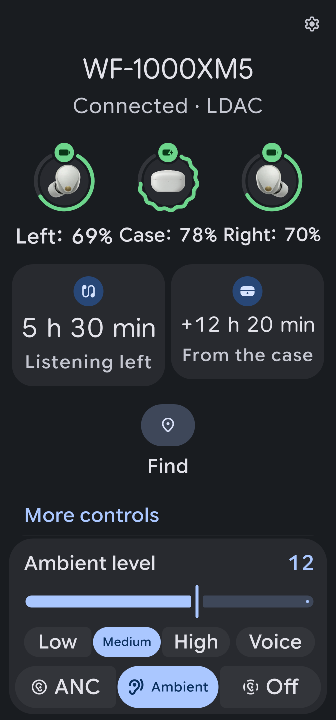 WF-1000XM5
Connected · LDAC
Left: 69% Case: 78% Right: 70%
5 h 30 min
Listening left
+12 h 20 min
From the case
Find
More controls
Ambient level 12
Low Medium High Voice
ANC Ambient Off